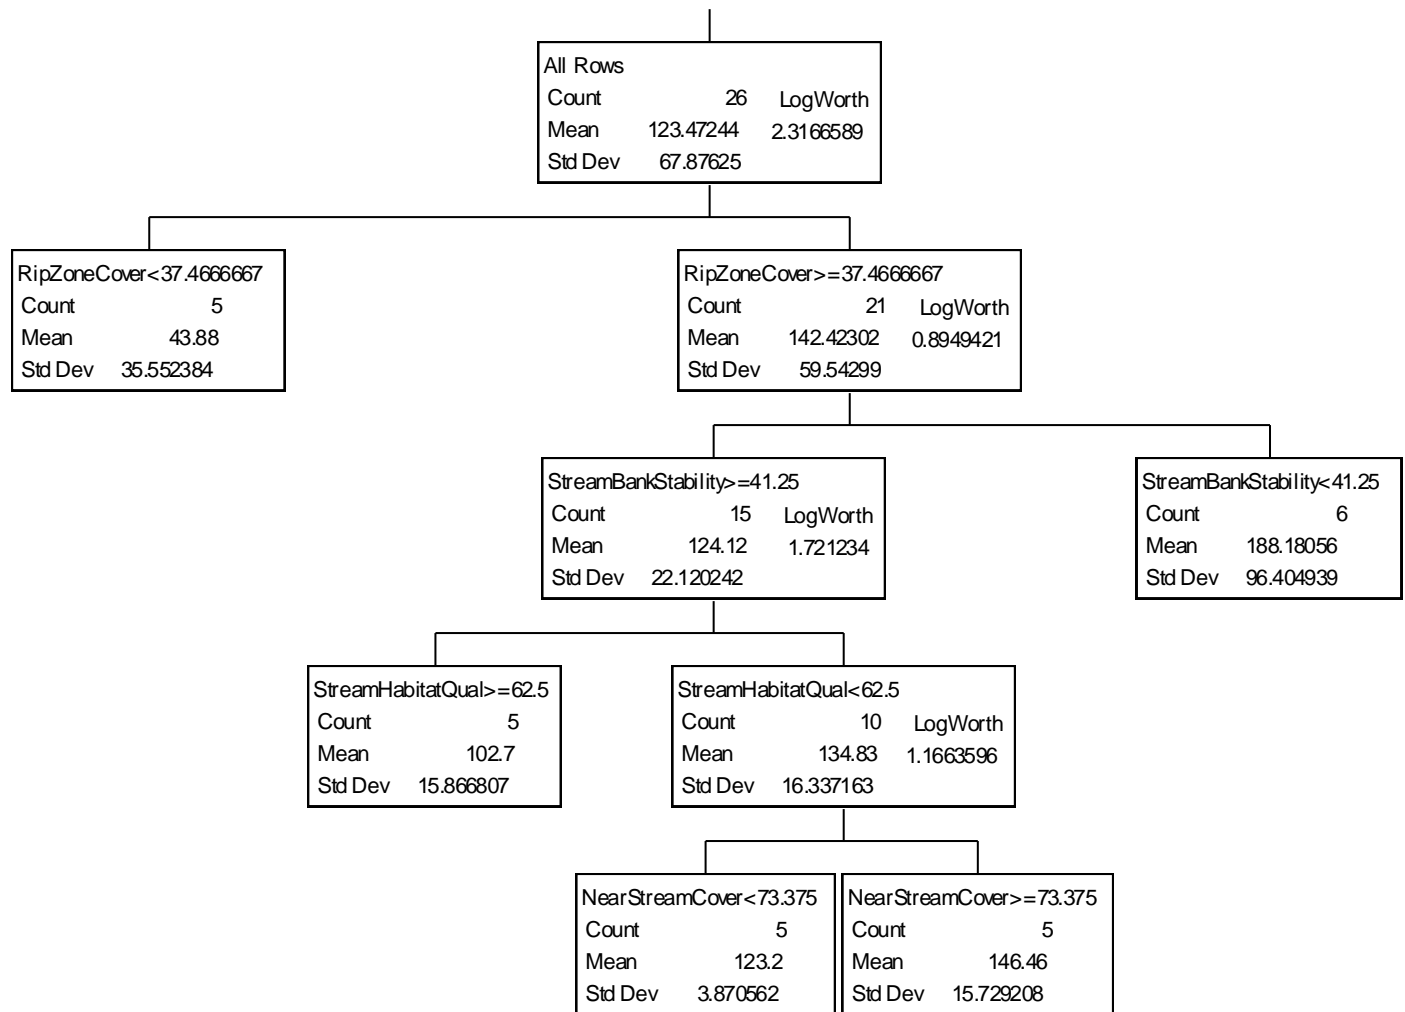 All Rows
Count 26 LogWorth
Mean 123.47244 2.3166589
Std Dev 67.87625
RipZoneCover<37.4666667
Count 5
Mean 43.88
Std Dev 35.552384
RipZoneCover>=37.4666667
Count 21 LogWorth
Mean 142.42302 0.8949421
Std Dev 59.54299
StreamBankStability>=41.25
Count 15 LogWorth
Mean 124.12 1.721234
Std Dev 22.120242
StreamBankStability<41.25
Count 6
Mean 188.18056
Std Dev 96.404939
StreamHabitatQual>=62.5
Count 5
Mean 102.7
Std Dev 15.866807
StreamHabitatQual<62.5
Count 10 LogWorth
Mean 134.83 1.1663596
Std Dev 16.337163
NearStreamCover<73.375
Count 5
Mean 123.2
Std Dev 3.870562
NearStreamCover>=73.375
Count 5
Mean 146.46
Std Dev 15.729208